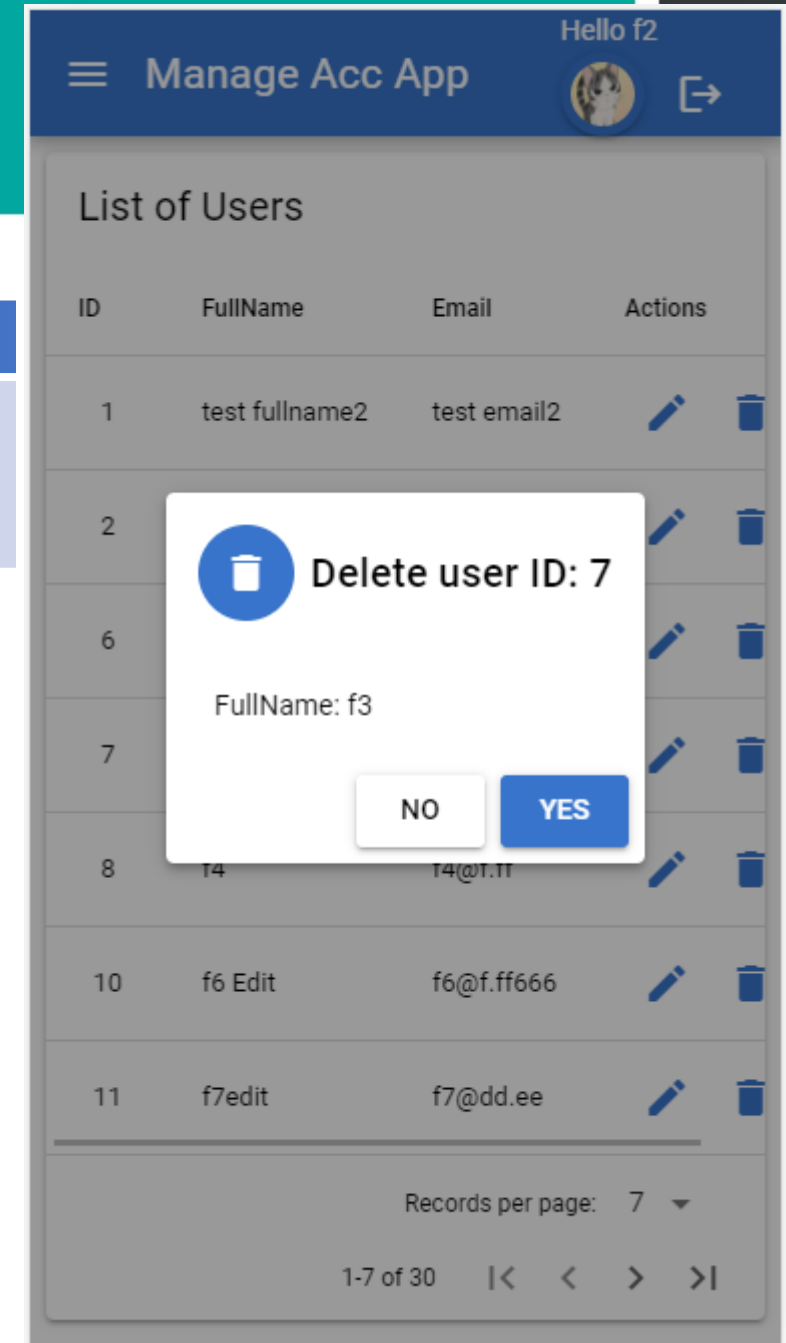 Hello f2
Manage Acc App
List of Users
ID FullName Email Actions
1 test fullname2 test email2
2
6
7
Delete user ID: 7
FullName: f3
NO YES
8 f4 f4@f.ff
10 f6 Edit f6@f.ff666
11 f7edit f7@dd.ee
Records per page: 7
1-7 of 30